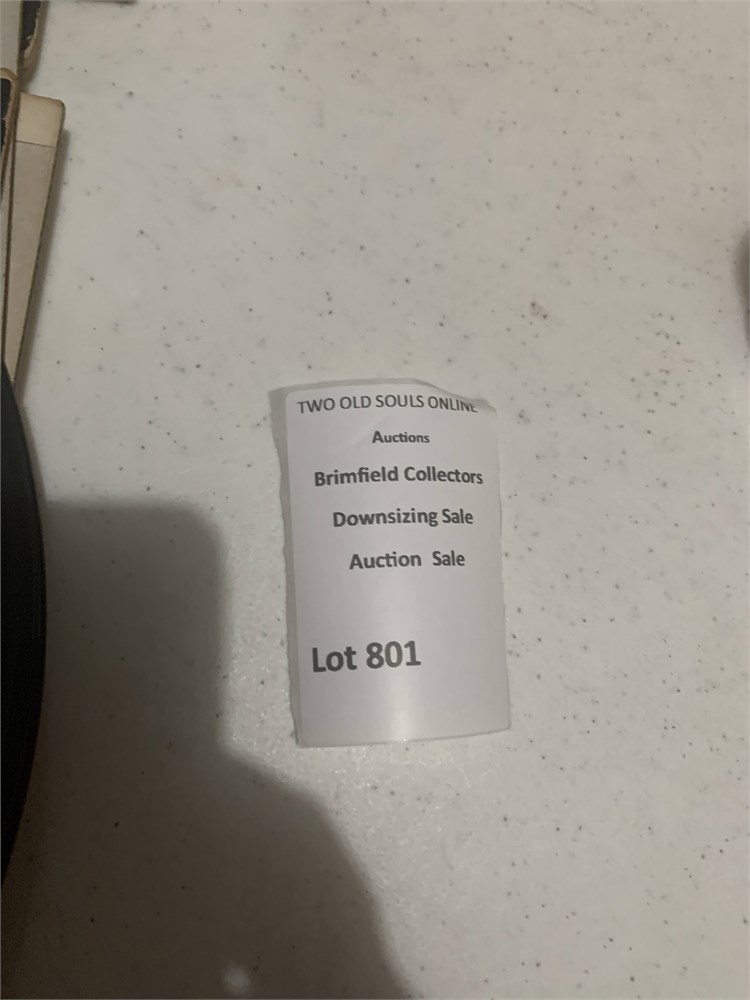 TWO OLD SOULS ONLINE
Auctions
Brimfield Collectors
Downsizing Sale
Auction Sale
Lot 801